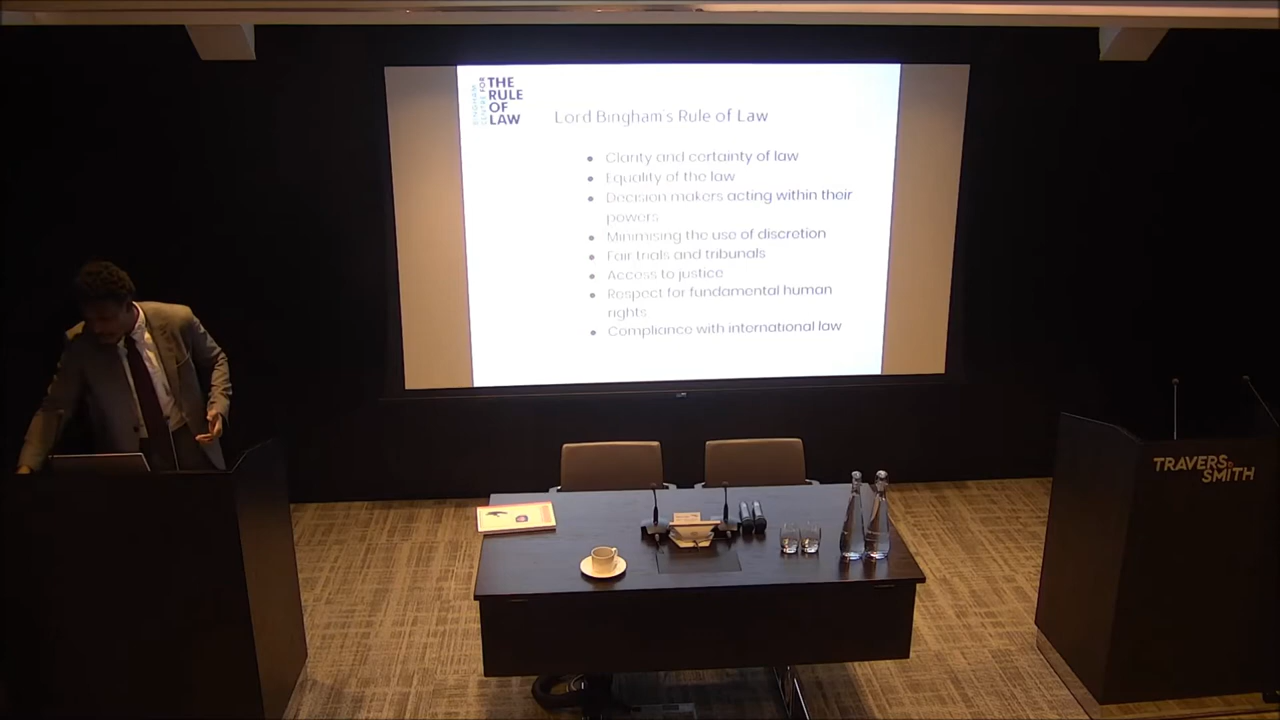 BINGHAM
CENTRE FOR
THE
RULE
OF
LAW
Lord Bingham's Rule of Law
• Clarity and certainty of law
• Equality of the law
• Decision makers acting within their
powers
• Minimising the use of discretion
• Fair trials and tribunals
• Access to justice
• Respect for fundamental human
rights
• Compliance with international law
TRAVERS
SMITH